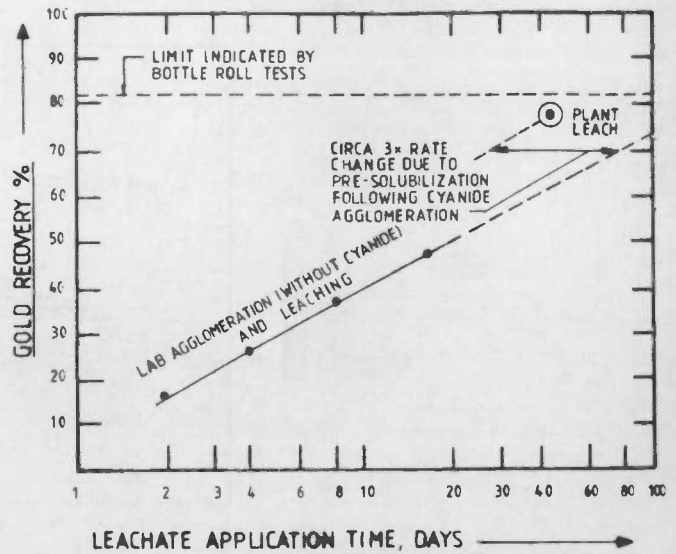 100
90
80
70
60
50
40
30
20
10
GOLD RECOVERY %
LIMIT INDICATED BY
BOTTLE ROLL TESTS
PLANT
LEACH
CIRCA 3x RATE
CHANGE DUE TO
PRE-SOLUBILIZATION
FOLLOWING CYANIDE
AGGLOMERATION
LAB AGGLOMERATION (WITHOUT CYANIDE)
AND LEACHING
1 2 3 4 6 8 10 20 30 40 60 80 100
LEACHATE APPLICATION TIME, DAYS